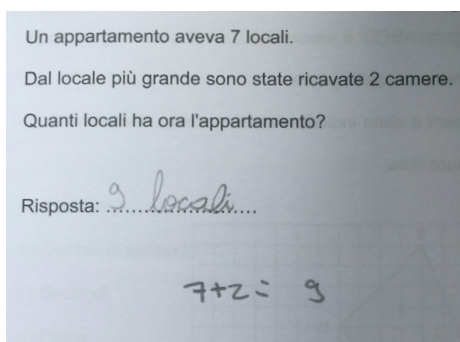 Un appartamento aveva 7 locali.
Dal locale più grande sono state ricavate 2 camere.
Quanti locali ha ora l'appartamento?
Risposta: 9 locali
7+2= 9